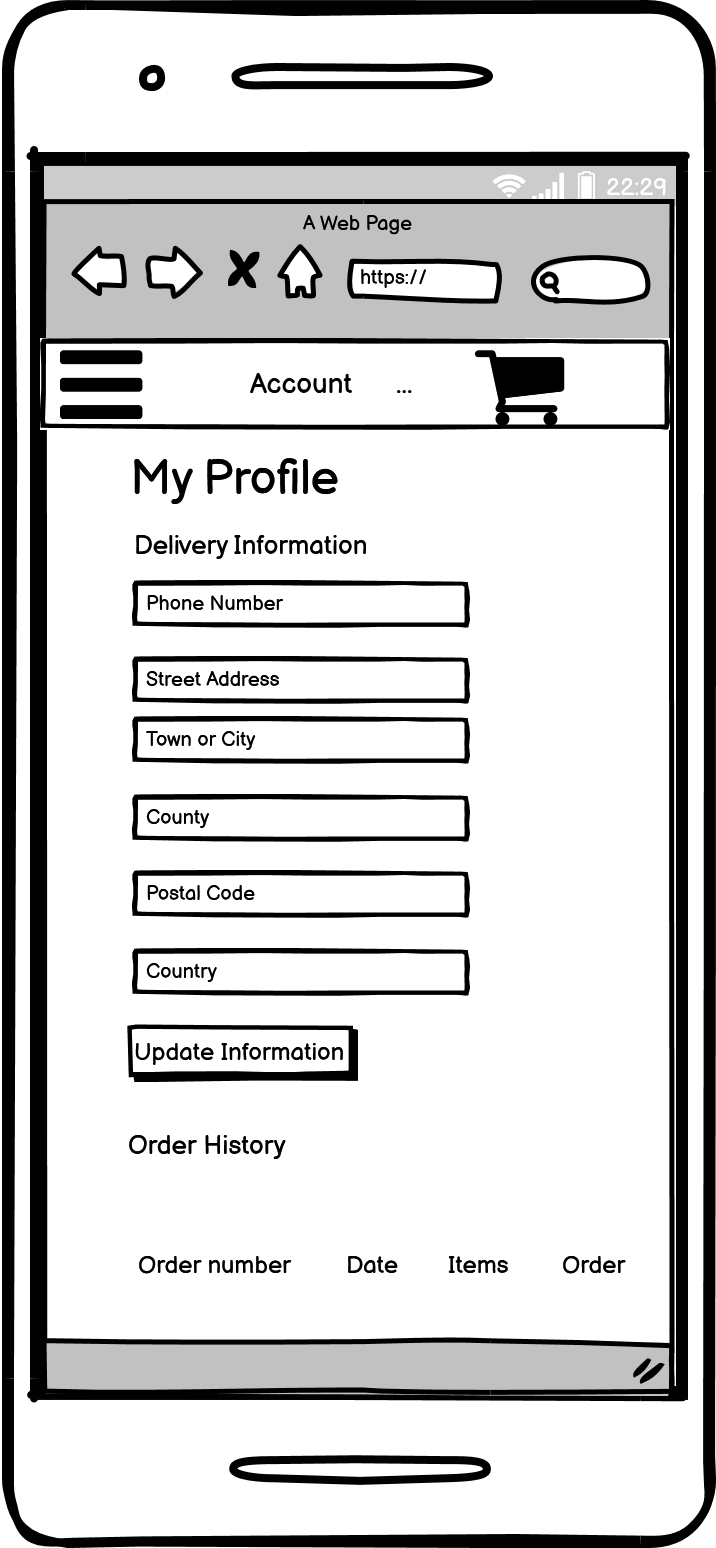 22:29
A Web Page
https://
Account ...
My Profile
Delivery Information
Phone Number
Street Address
Town or City
County
Postal Code
Country
Update Information
Order History
Order number Date Items Order